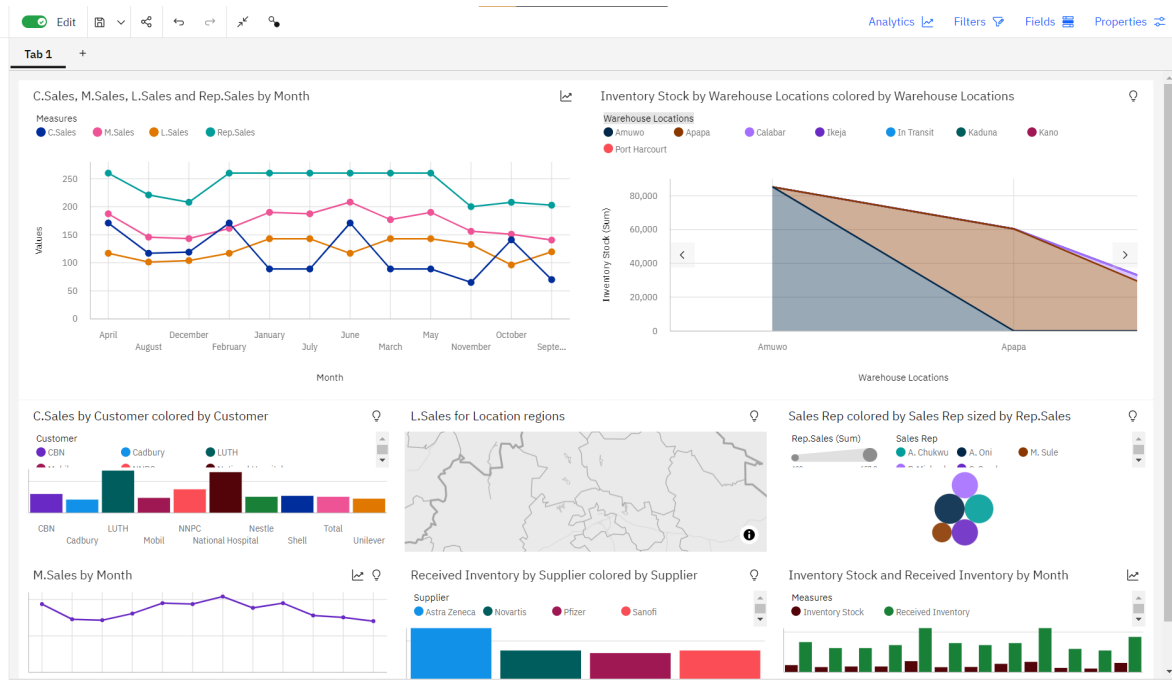 Edit
Analytics Filters Fields Properties
Tab 1 +
C.Sales, M.Sales, L.Sales and Rep.Sales by Month
Measures
C.Sales M.Sales L.Sales Rep.Sales
250
200
150
100
50
0
Values
April December January June May October
August February July March November Septe...
Month
Inventory Stock by Warehouse Locations colored by Warehouse Locations
Warehouse Locations
Amuwo Apapa Calabar Ikeja In Transit Kaduna Kano
Port Harcourt
80,000
60,000
40,000
20,000
0
Inventory Stock (Sum)
Amuwo Apapa
Warehouse Locations
C.Sales by Customer colored by Customer
Customer
CBN Cadbury LUTH
CBN LUTH NNPC Nestle Total
Cadbury Mobil National Hospital Shell Unilever
L.Sales for Location regions
Sales Rep colored by Sales Rep sized by Rep.Sales
Rep.Sales (Sum) Sales Rep
A. Chukwu A. Oni M. Sule
M.Sales by Month
Received Inventory by Supplier colored by Supplier
Supplier
Astra Zeneca Novartis Pfizer Sanofi
Inventory Stock and Received Inventory by Month
Measures
Inventory Stock Received Inventory